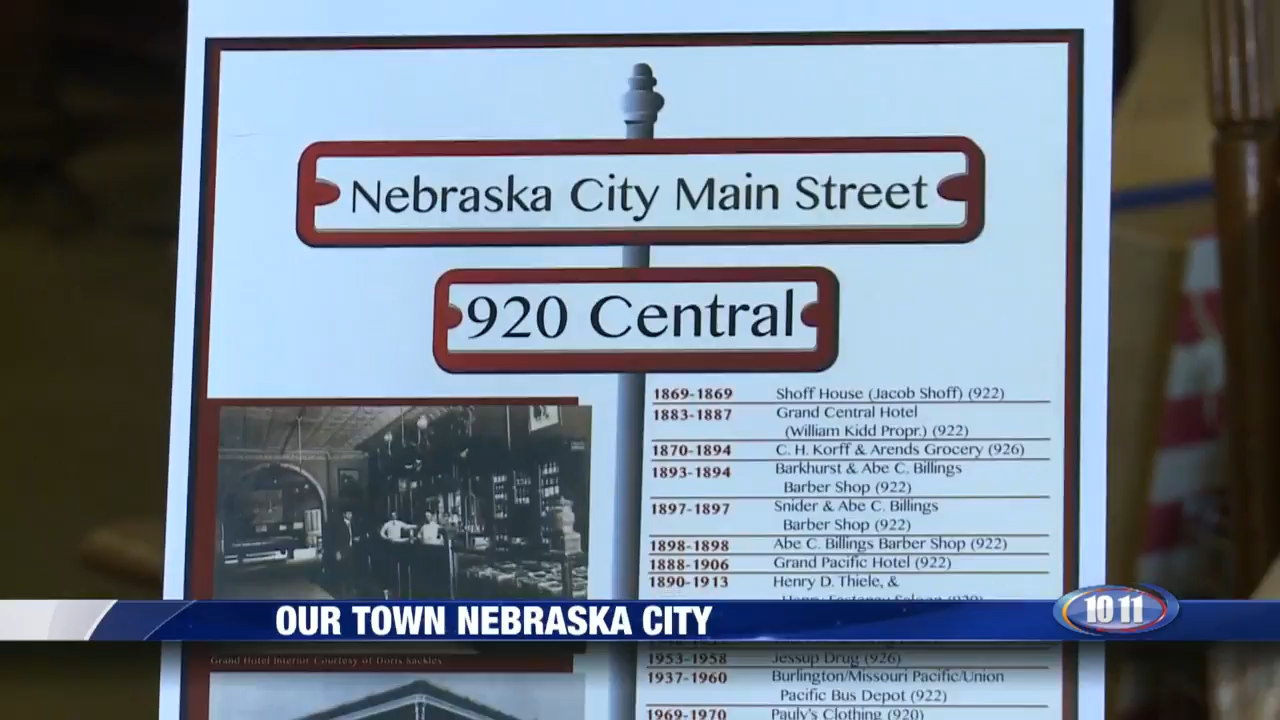 Nebraska City Main Street
920 Central
1869-1869 Shoff House (Jacob Shoff) (922)
1883-1887 Grand Central Hotel
(William Kidd Propr.) (922)
1870-1894 C. H. Korff & Arends Grocery (926)
1893-1894 Barkhurst & Abe C. Billings
Barber Shop (922)
1897-1897 Snider & Abe C. Billings
Barber Shop (922)
1898-1898 Abe C. Billings Barber Shop (922)
1888-1906 Grand Pacific Hotel (922)
1890-1913 Henry D. Thiele, &
OUR TOWN NEBRASKA CITY
10 11
Grand Hotel Interior Courtesy of Doris Sackles
1953-1958 Jessup Drug (926)
1937-1960 Burlington/Missouri Pacific/Union
Pacific Bus Depot (922)
1969-1970 Pauly's Clothing (920)